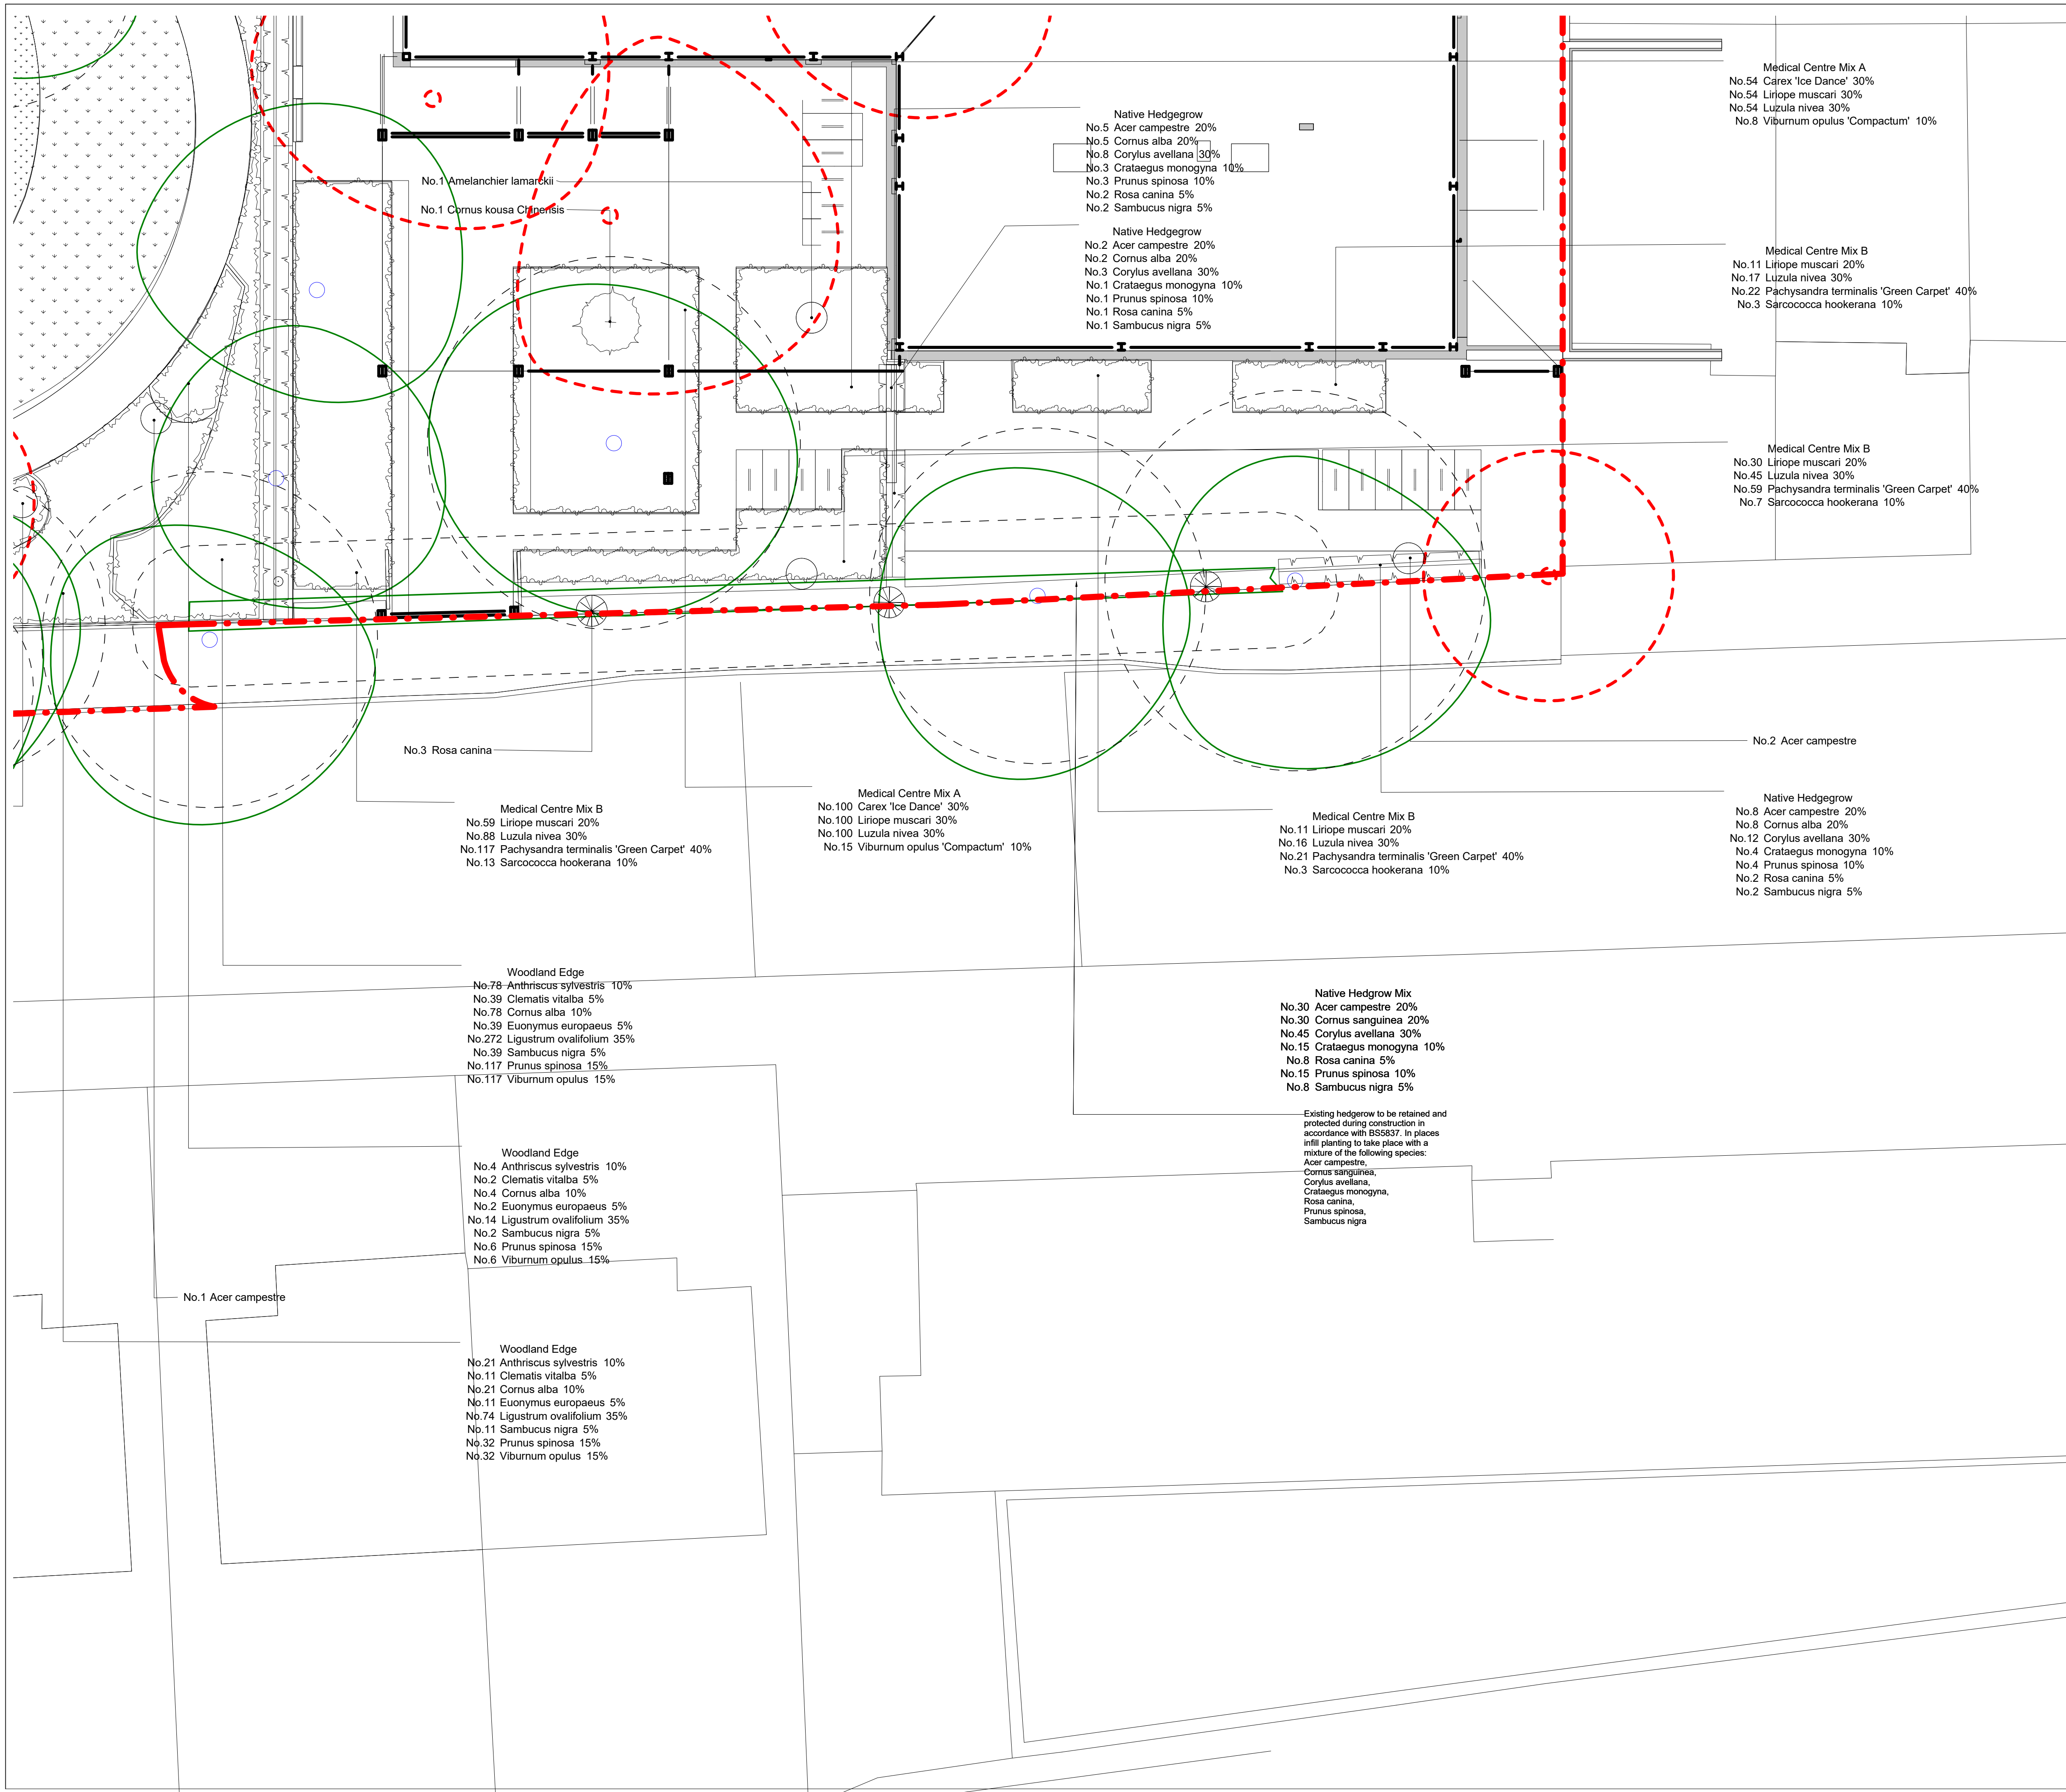 Medical Centre Mix A
No.54 Carex 'Ice Dance' 30%
No.54 Liriope muscari 30%
No.54 Luzula nivea 30%
No.8 Viburnum opulus 'Compactum' 10%
Native Hedgegrow
No.5 Acer campestre 20%
No.5 Cornus alba 20%
No.8 Corylus avellana 30%
No.3 Crataegus monogyna 10%
No.3 Prunus spinosa 10%
No.2 Rosa canina 5%
No.2 Sambucus nigra 5%
No.1 Amelanchier lamarckii
No.1 Cornus kousa Chinensis
Native Hedgegrow
No.2 Acer campestre 20%
No.2 Cornus alba 20%
No.3 Corylus avellana 30%
No.1 Crataegus monogyna 10%
No.1 Prunus spinosa 10%
No.1 Rosa canina 5%
No.1 Sambucus nigra 5%
Medical Centre Mix B
No.11 Liriope muscari 20%
No.17 Luzula nivea 30%
No.22 Pachysandra terminalis 'Green Carpet' 40%
No.3 Sarcococca hookerana 10%
Medical Centre Mix B
No.30 Liriope muscari 20%
No.45 Luzula nivea 30%
No.59 Pachysandra terminalis 'Green Carpet' 40%
No.7 Sarcococca hookerana 10%
No.3 Rosa canina
No.2 Acer campestre
Medical Centre Mix B
No.59 Liriope muscari 20%
No.88 Luzula nivea 30%
No.117 Pachysandra terminalis 'Green Carpet' 40%
No.13 Sarcococca hookerana 10%
Medical Centre Mix A
No.100 Carex 'Ice Dance' 30%
No.100 Liriope muscari 30%
No.100 Luzula nivea 30%
No.15 Viburnum opulus 'Compactum' 10%
Medical Centre Mix B
No.11 Liriope muscari 20%
No.16 Luzula nivea 30%
No.21 Pachysandra terminalis 'Green Carpet' 40%
No.3 Sarcococca hookerana 10%
Native Hedgegrow
No.8 Acer campestre 20%
No.8 Cornus alba 20%
No.12 Corylus avellana 30%
No.4 Crataegus monogyna 10%
No.4 Prunus spinosa 10%
No.2 Rosa canina 5%
No.2 Sambucus nigra 5%
Woodland Edge
No.78 Anthriscus sylvestris 10%
No.39 Clematis vitalba 5%
No.78 Cornus alba 10%
No.39 Euonymus europaeus 5%
No.272 Ligustrum ovalifolium 35%
No.39 Sambucus nigra 5%
No.117 Prunus spinosa 15%
No.117 Viburnum opulus 15%
Native Hedgrow Mix
No.30 Acer campestre 20%
No.30 Cornus sanguinea 20%
No.45 Corylus avellana 30%
No.15 Crataegus monogyna 10%
No.8 Rosa canina 5%
No.15 Prunus spinosa 10%
No.8 Sambucus nigra 5%
Existing hedgerow to be retained and
protected during construction in
accordance with BS5837. In places
infill planting to take place with a
mixture of the following species:
Acer campestre,
Cornus sanguinea,
Corylus avellana,
Crataegus monogyna,
Rosa canina,
Prunus spinosa,
Sambucus nigra
Woodland Edge
No.4 Anthriscus sylvestris 10%
No.2 Clematis vitalba 5%
No.4 Cornus alba 10%
No.2 Euonymus europaeus 5%
No.14 Ligustrum ovalifolium 35%
No.2 Sambucus nigra 5%
No.6 Prunus spinosa 15%
No.6 Viburnum opulus 15%
No.1 Acer campestre
Woodland Edge
No.21 Anthriscus sylvestris 10%
No.11 Clematis vitalba 5%
No.21 Cornus alba 10%
No.11 Euonymus europaeus 5%
No.74 Ligustrum ovalifolium 35%
No.11 Sambucus nigra 5%
No.32 Prunus spinosa 15%
No.32 Viburnum opulus 15%